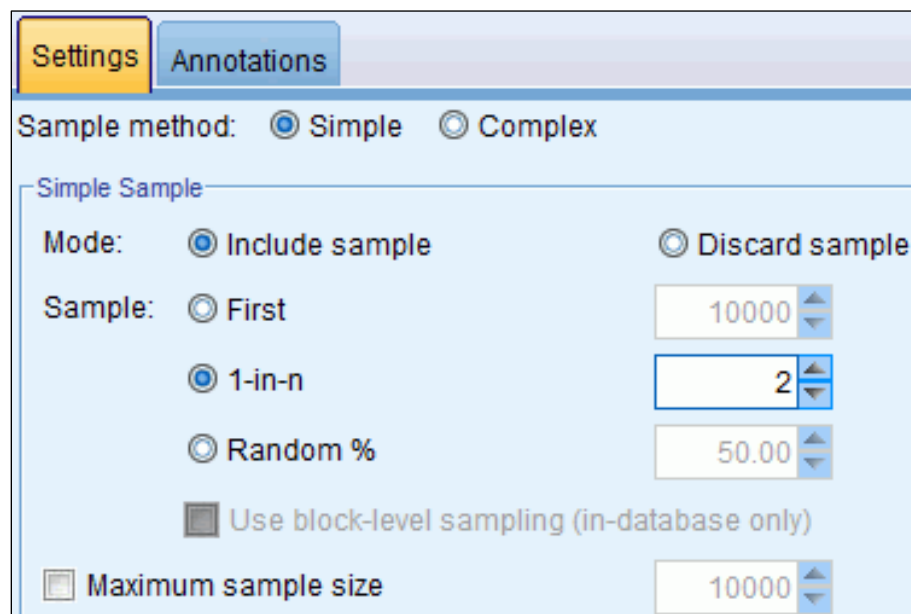 Settings Annotations
Sample method: Simple Complex
Simple Sample
Mode: Include sample Discard sample
Sample: First 10000
1-in-n 2
Random % 50.00
Use block-level sampling (in-database only)
Maximum sample size 10000